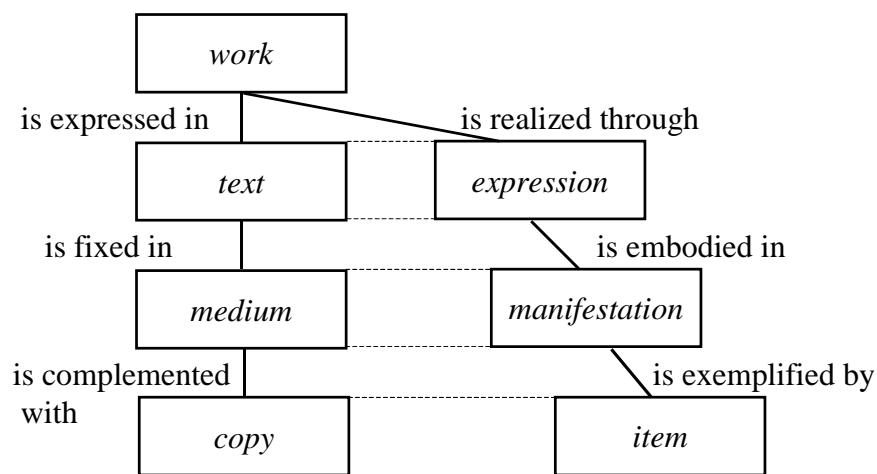 work
is expressed in
is realized through
text
expression
is fixed in
is embodied in
medium
manifestation
is complemented
with
is exemplified by
copy
item